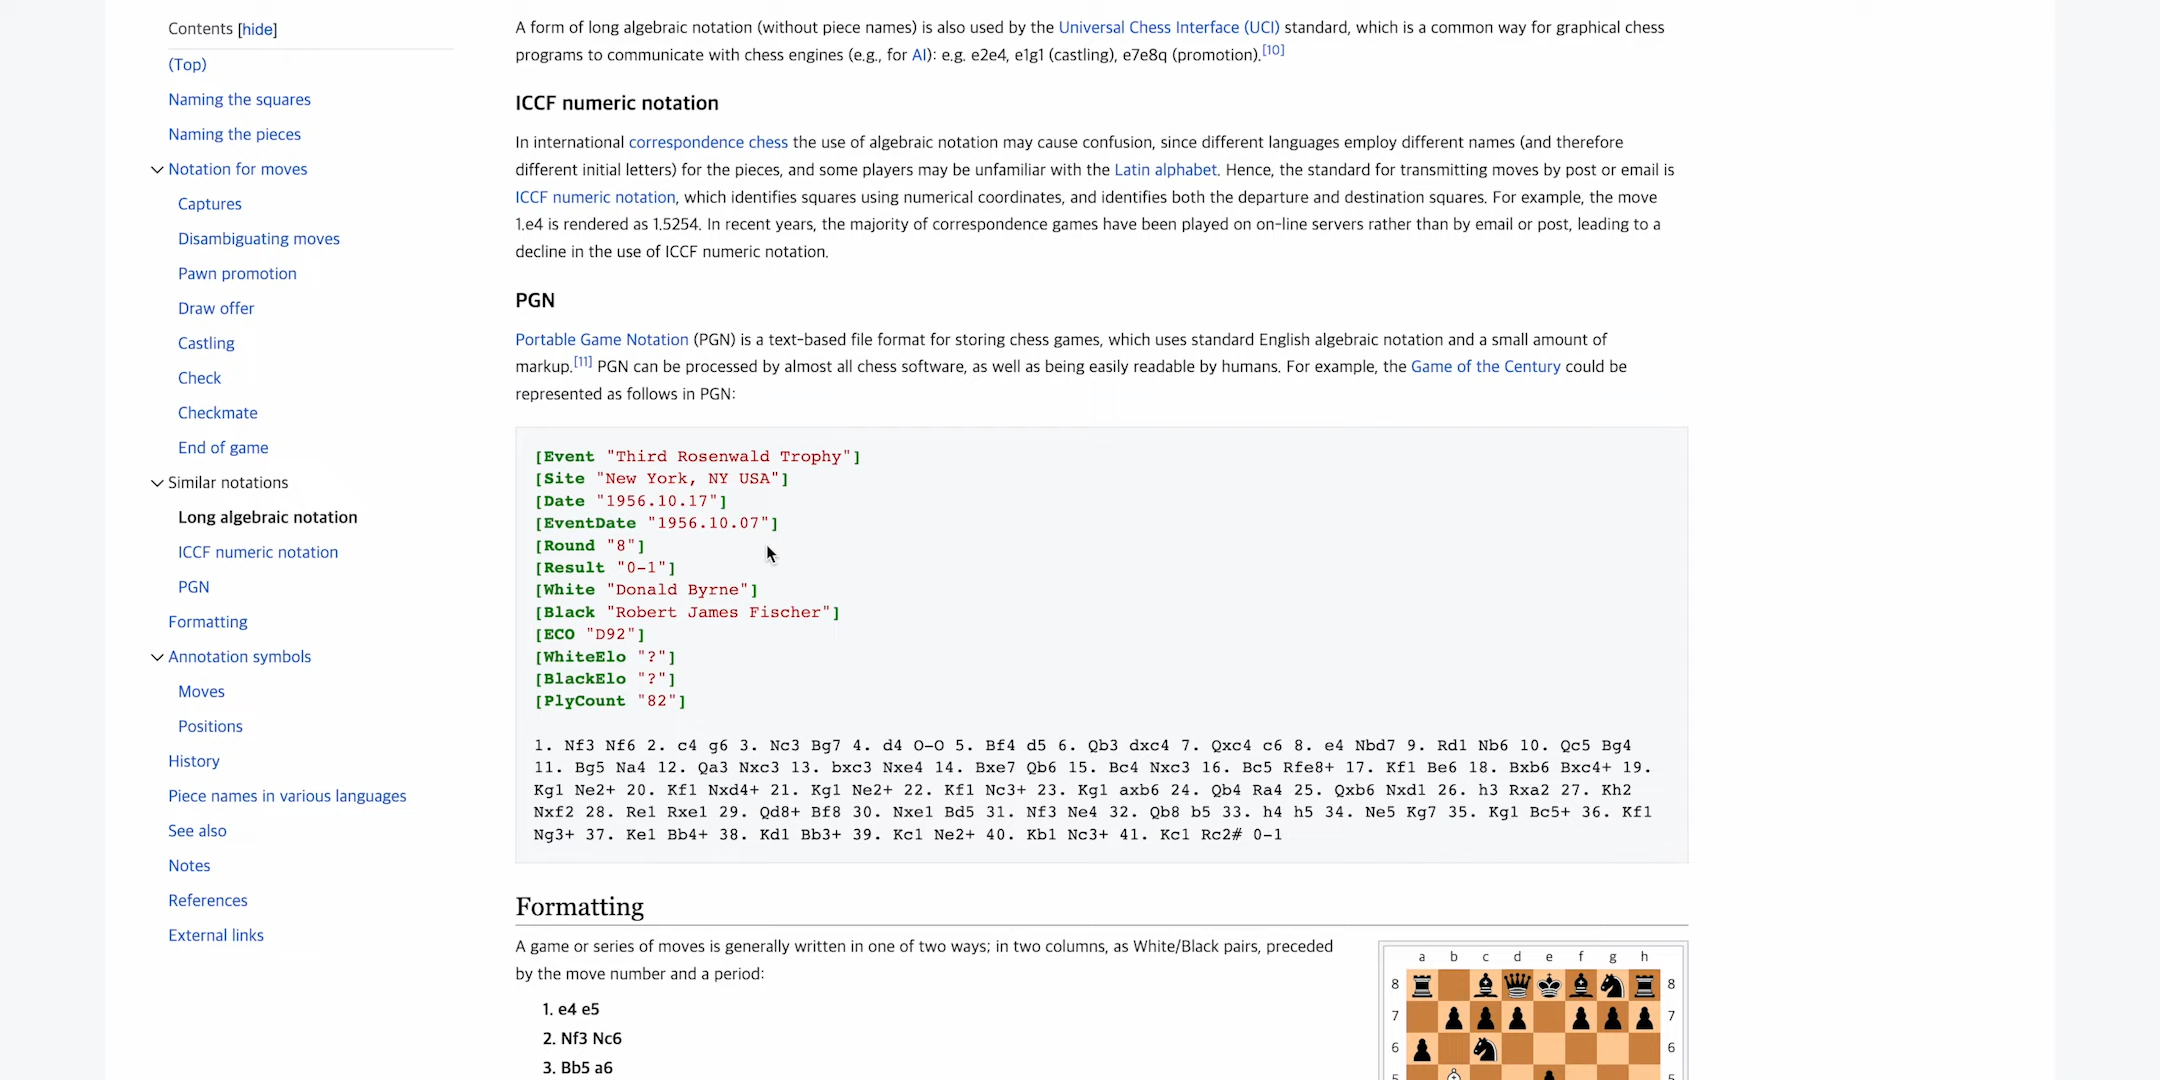 Contents [hide]
(Top)
Naming the squares
Naming the pieces
Notation for moves
Captures
Disambiguating moves
Pawn promotion
Draw offer
Castling
Check
Checkmate
End of game
Similar notations
Long algebraic notation
ICCF numeric notation
PGN
Formatting
Annotation symbols
Moves
Positions
History
Piece names in various languages
See also
Notes
References
External links
A form of long algebraic notation (without piece names) is also used by the Universal Chess Interface (UCI) standard, which is a common way for graphical chess
programs to communicate with chess engines (e.g., for AI): e.g. e2e4, e1g1 (castling), e7e8q (promotion).[10]
ICCF numeric notation
In international correspondence chess the use of algebraic notation may cause confusion, since different languages employ different names (and therefore
different initial letters) for the pieces, and some players may be unfamiliar with the Latin alphabet. Hence, the standard for transmitting moves by post or email is
ICCF numeric notation, which identifies squares using numerical coordinates, and identifies both the departure and destination squares. For example, the move
1.e4 is rendered as 1.5254. In recent years, the majority of correspondence games have been played on on-line servers rather than by email or post, leading to a
decline in the use of ICCF numeric notation.
PGN
Portable Game Notation (PGN) is a text-based file format for storing chess games, which uses standard English algebraic notation and a small amount of
markup.[11] PGN can be processed by almost all chess software, as well as being easily readable by humans. For example, the Game of the Century could be
represented as follows in PGN:
[Event "Third Rosenwald Trophy"]
[Site "New York, NY USA"]
[Date "1956.10.17"]
[EventDate "1956.10.07"]
[Round "8"]
[Result "0-1"]
[White "Donald Byrne"]
[Black "Robert James Fischer"]
[ECO "D92"]
[WhiteElo "?"]
[BlackElo "?"]
[PlyCount "82"]
1. Nf3 Nf6 2. c4 g6 3. Nc3 Bg7 4. d4 O-O 5. Bf4 d5 6. Qb3 dxc4 7. Qxc4 c6 8. e4 Nbd7 9. Rd1 Nb6 10. Qc5 Bg4
11. Bg5 Na4 12. Qa3 Nxc3 13. bxc3 Nxe4 14. Bxe7 Qb6 15. Bc4 Nxc3 16. Bc5 Rfe8+ 17. Kf1 Be6 18. Bxb6 Bxc4+ 19.
Kg1 Ne2+ 20. Kf1 Nxd4+ 21. Kg1 Ne2+ 22. Kf1 Nc3+ 23. Kg1 axb6 24. Qb4 Ra4 25. Qxb6 Nxd1 26. h3 Rxa2 27. Kh2
Nxf2 28. Re1 Rxe1 29. Qd8+ Bf8 30. Nxe1 Bd5 31. Nf3 Ne4 32. Qb8 b5 33. h4 h5 34. Ne5 Kg7 35. Kg1 Bc5+ 36. Kf1
Ng3+ 37. Ke1 Bb4+ 38. Kd1 Bb3+ 39. Kc1 Ne2+ 40. Kb1 Nc3+ 41. Kc1 Rc2# 0-1
Formatting
A game or series of moves is generally written in one of two ways; in two columns, as White/Black pairs, preceded
by the move number and a period:
1. e4 e5
2. Nf3 Nc6
3. Bb5 a6
a b c d e f g h
8 8
7 7
6 6